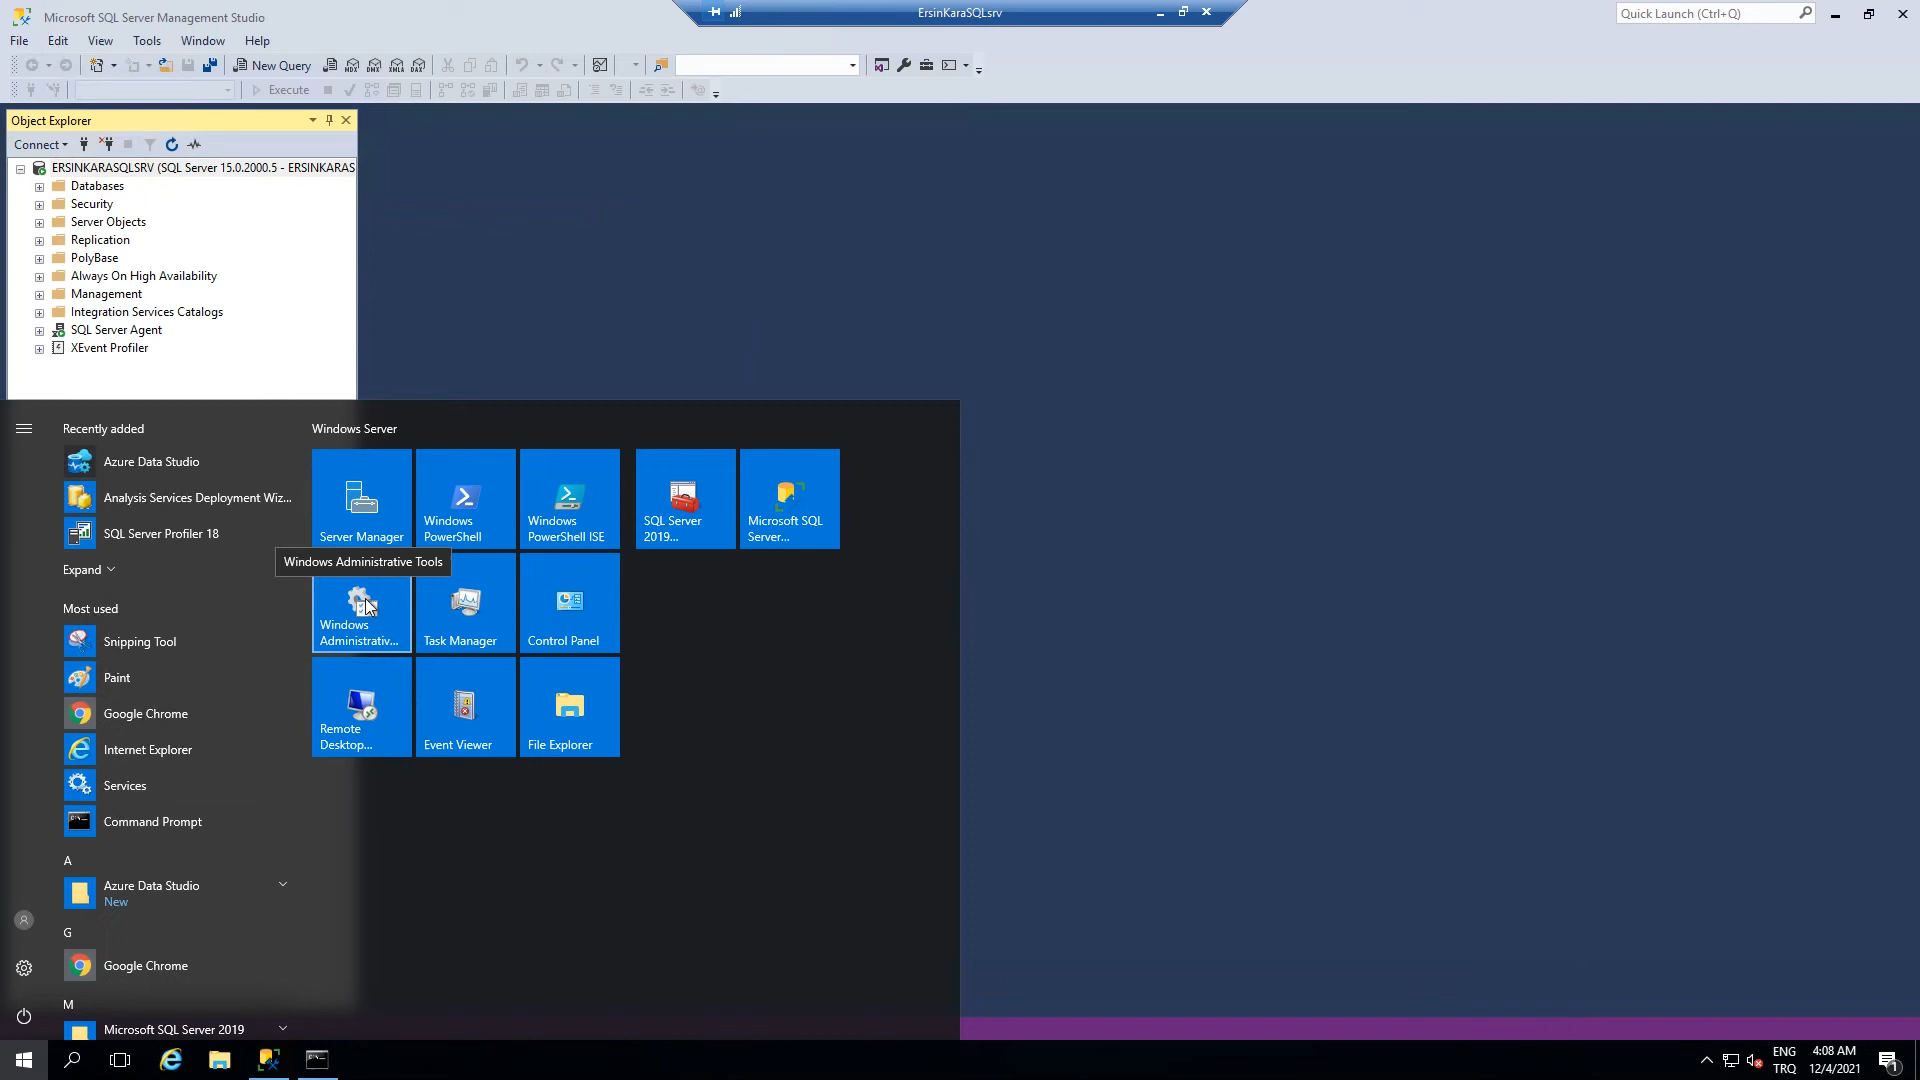 Microsoft SQL Server Management Studio
ErsinKaraSQLsrv
Quick Launch (Ctrl+Q)
File Edit View Tools Window Help
New Query
MDX DMX XMLA DAX
Execute
Object Explorer
Connect
ERSINKARASQLSRV (SQL Server 15.0.2000.5 - ERSINKARAS
Databases
Security
Server Objects
Replication
PolyBase
Always On High Availability
Management
Integration Services Catalogs
SQL Server Agent
XEvent Profiler
Recently added
Azure Data Studio
Analysis Services Deployment Wiz...
SQL Server Profiler 18
Expand
Most used
Snipping Tool
Paint
Google Chrome
Internet Explorer
Services
Command Prompt
A
Azure Data Studio
New
G
Google Chrome
M
Microsoft SQL Server 2019
Windows Server
Server Manager
Windows
PowerShell
Windows
PowerShell ISE
SQL Server
2019...
Microsoft SQL
Server...
Windows Administrative Tools
Windows
Administrativ...
Task Manager
Control Panel
Remote
Desktop...
Event Viewer
File Explorer
ENG
TRQ
4:08 AM
12/4/2021
1